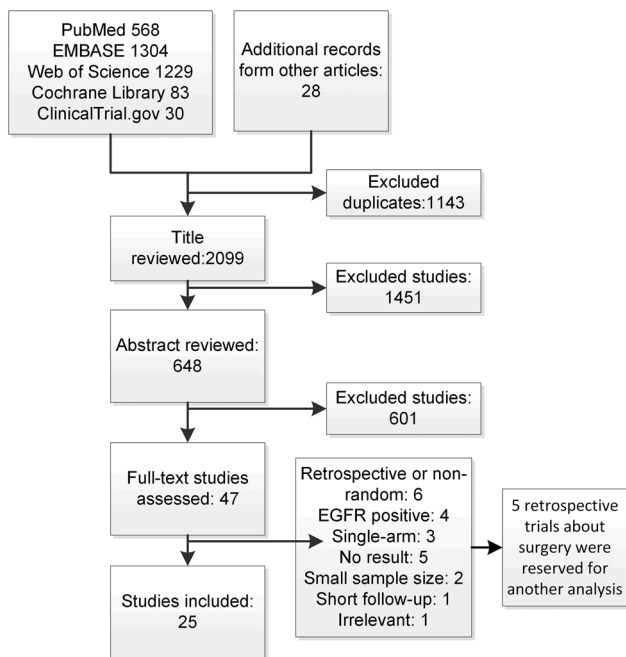 PubMed 568
EMBASE 1304
Web of Science 1229
Cochrane Library 83
ClinicalTrial.gov 30
Additional records
form other articles:
28
Excluded
duplicates:1143
Title
reviewed:2099
Excluded studies:
1451
Abstract reviewed:
648
Excluded studies:
601
Full-text studies
assessed: 47
Retrospective or non-
random: 6
EGFR positive: 4
Single-arm: 3
No result: 5
Small sample size: 2
Short follow-up: 1
Irrelevant: 1
5 retrospective
trials about
surgery were
reserved for
another analysis
Studies included:
25